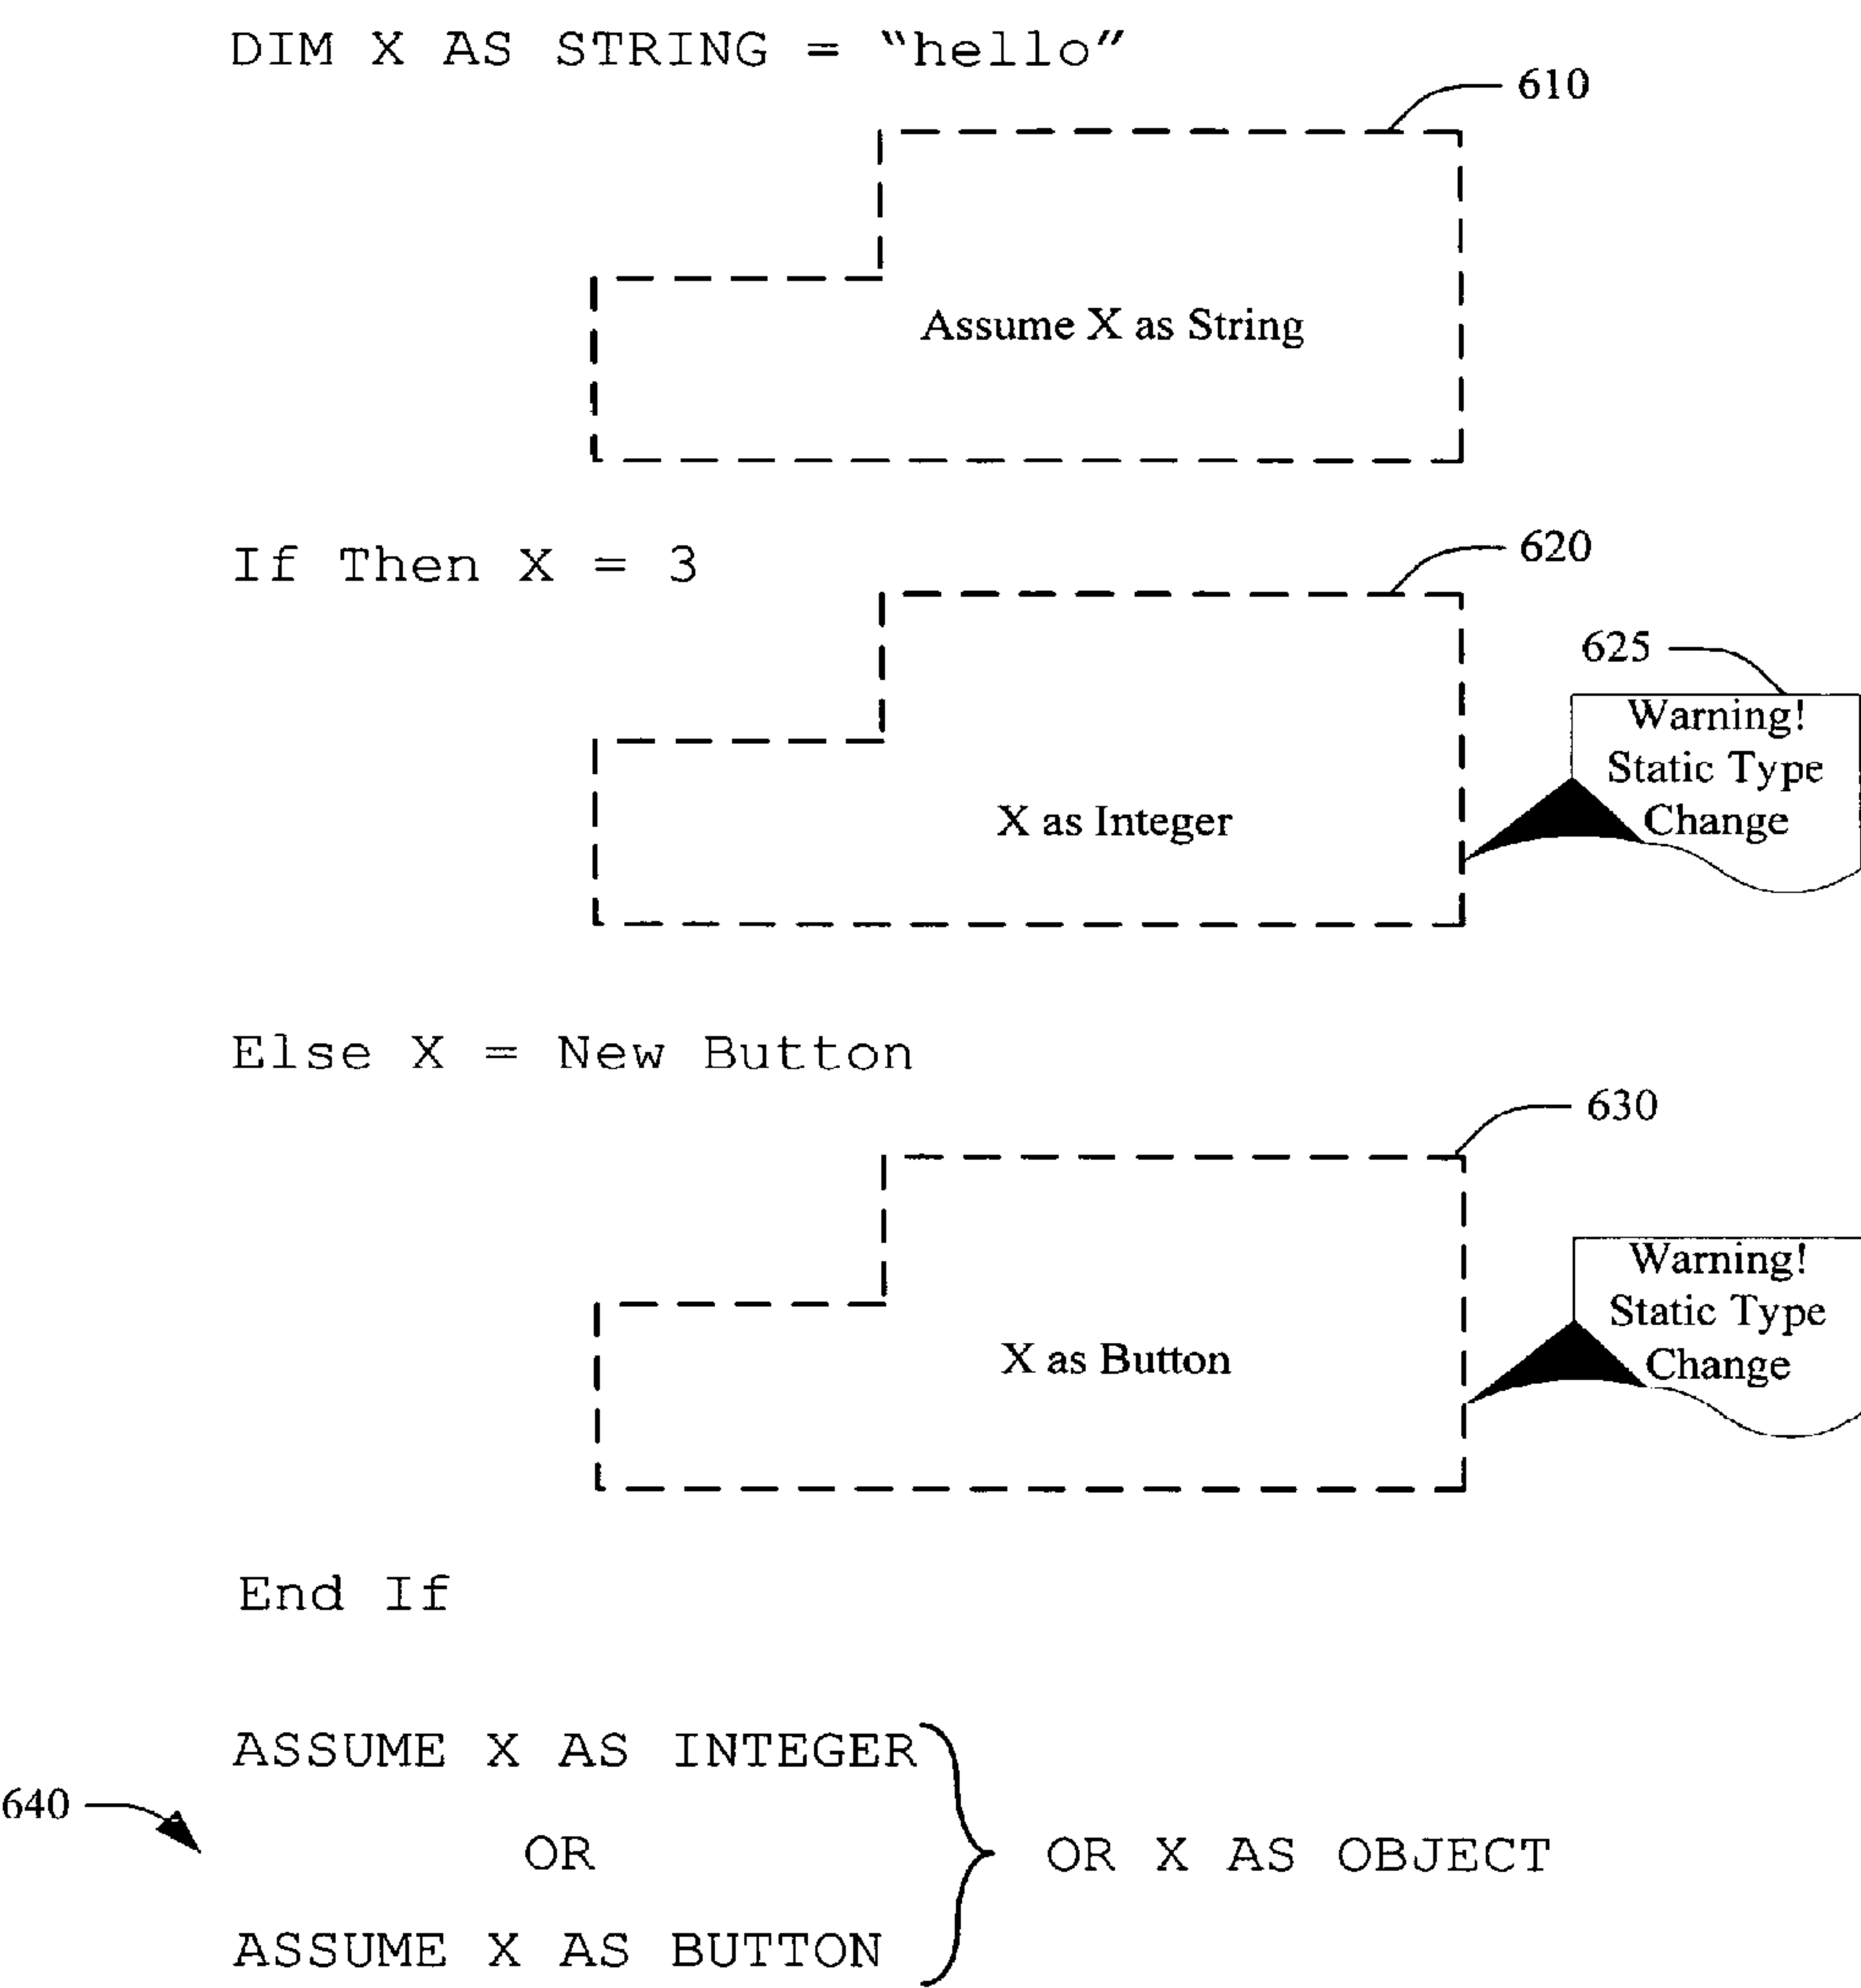 DIM X AS STRING = “hello”
610
Assume X as String
If Then X = 3
620
625
Warning!
Static Type
Change
X as Integer
Else X = New Button
630
Warning!
Static Type
Change
X as Button
End If
ASSUME X AS INTEGER
640
OR
OR X AS OBJECT
ASSUME X AS BUTTON